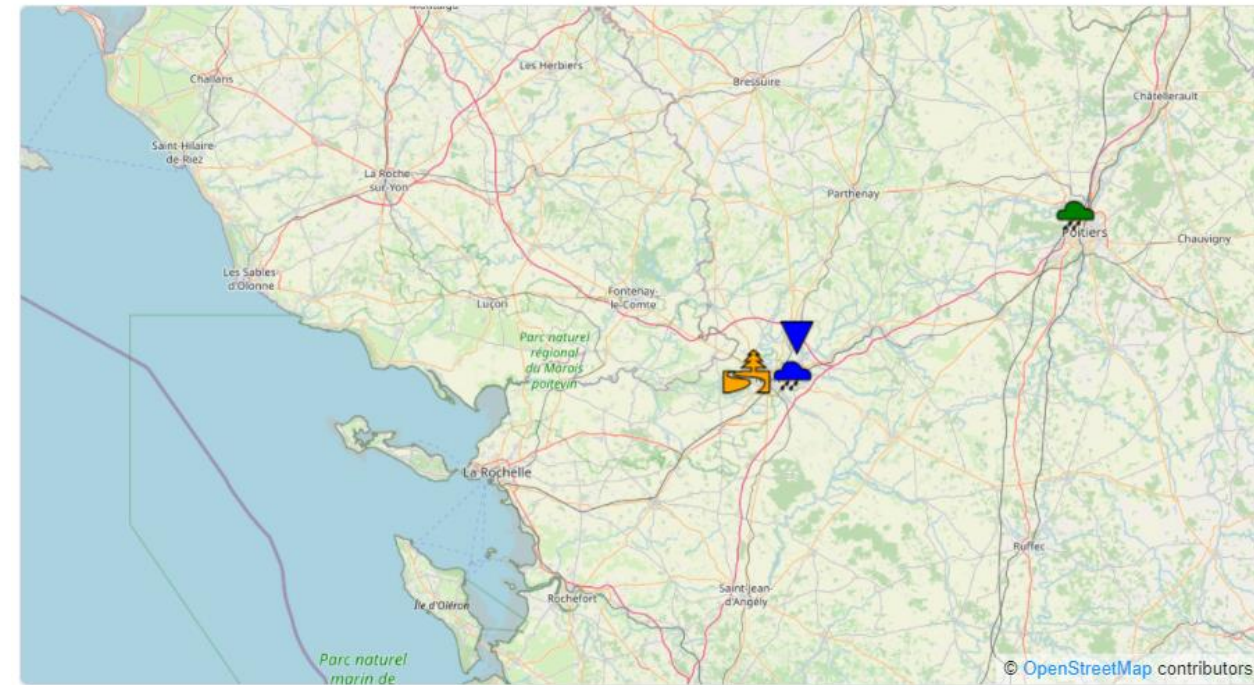 Montaigu
Les Herbiers
Challans
Bressuire
Châtellerault
Saint-Hilaire-
de-Riez
La Roche-
sur-Yon
Parthenay
Poitiers
Chauvigny
Les Sables
d'Olonne
Fontenay-
le-Comte
Luçon
Parc naturel
régional
du Marais
poitevin
La Rochelle
Ruffec
Saint-Jean-
d'Angély
Rochefort
Île d'Oléron
Parc naturel
marin de
© OpenStreetMap contributors